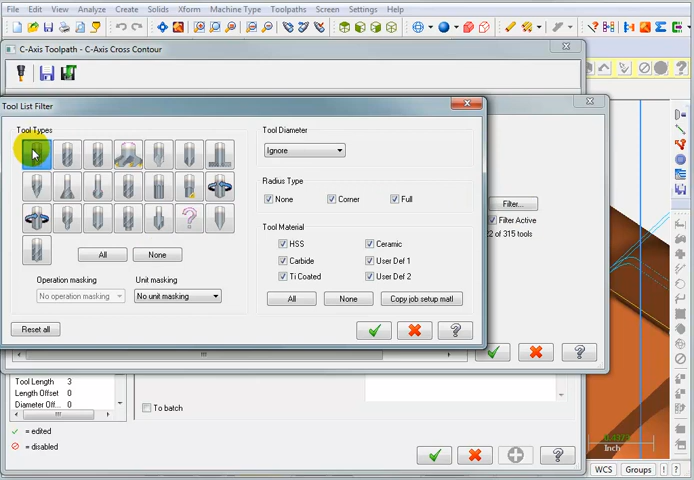 File Edit View Analyze Create Solids Xform Machine Type Toolpaths Screen Settings Help
C-Axis Toolpath - C-Axis Cross Contour
Tool List Filter
Tool Types
Tool Diameter
Ignore
Radius Type
None Corner Full
Tool Material
HSS Ceramic
Carbide User Def 1
Ti Coated User Def 2
All None Copy job setup matl
All None
Operation masking Unit masking
No operation masking No unit masking
Reset all
Filter...
Filter Active
of 315 tools
Tool Length 3
Length Offset 0
Diameter Off... 0
To batch
= edited
= disabled
Inch
WCS Groups ! ?